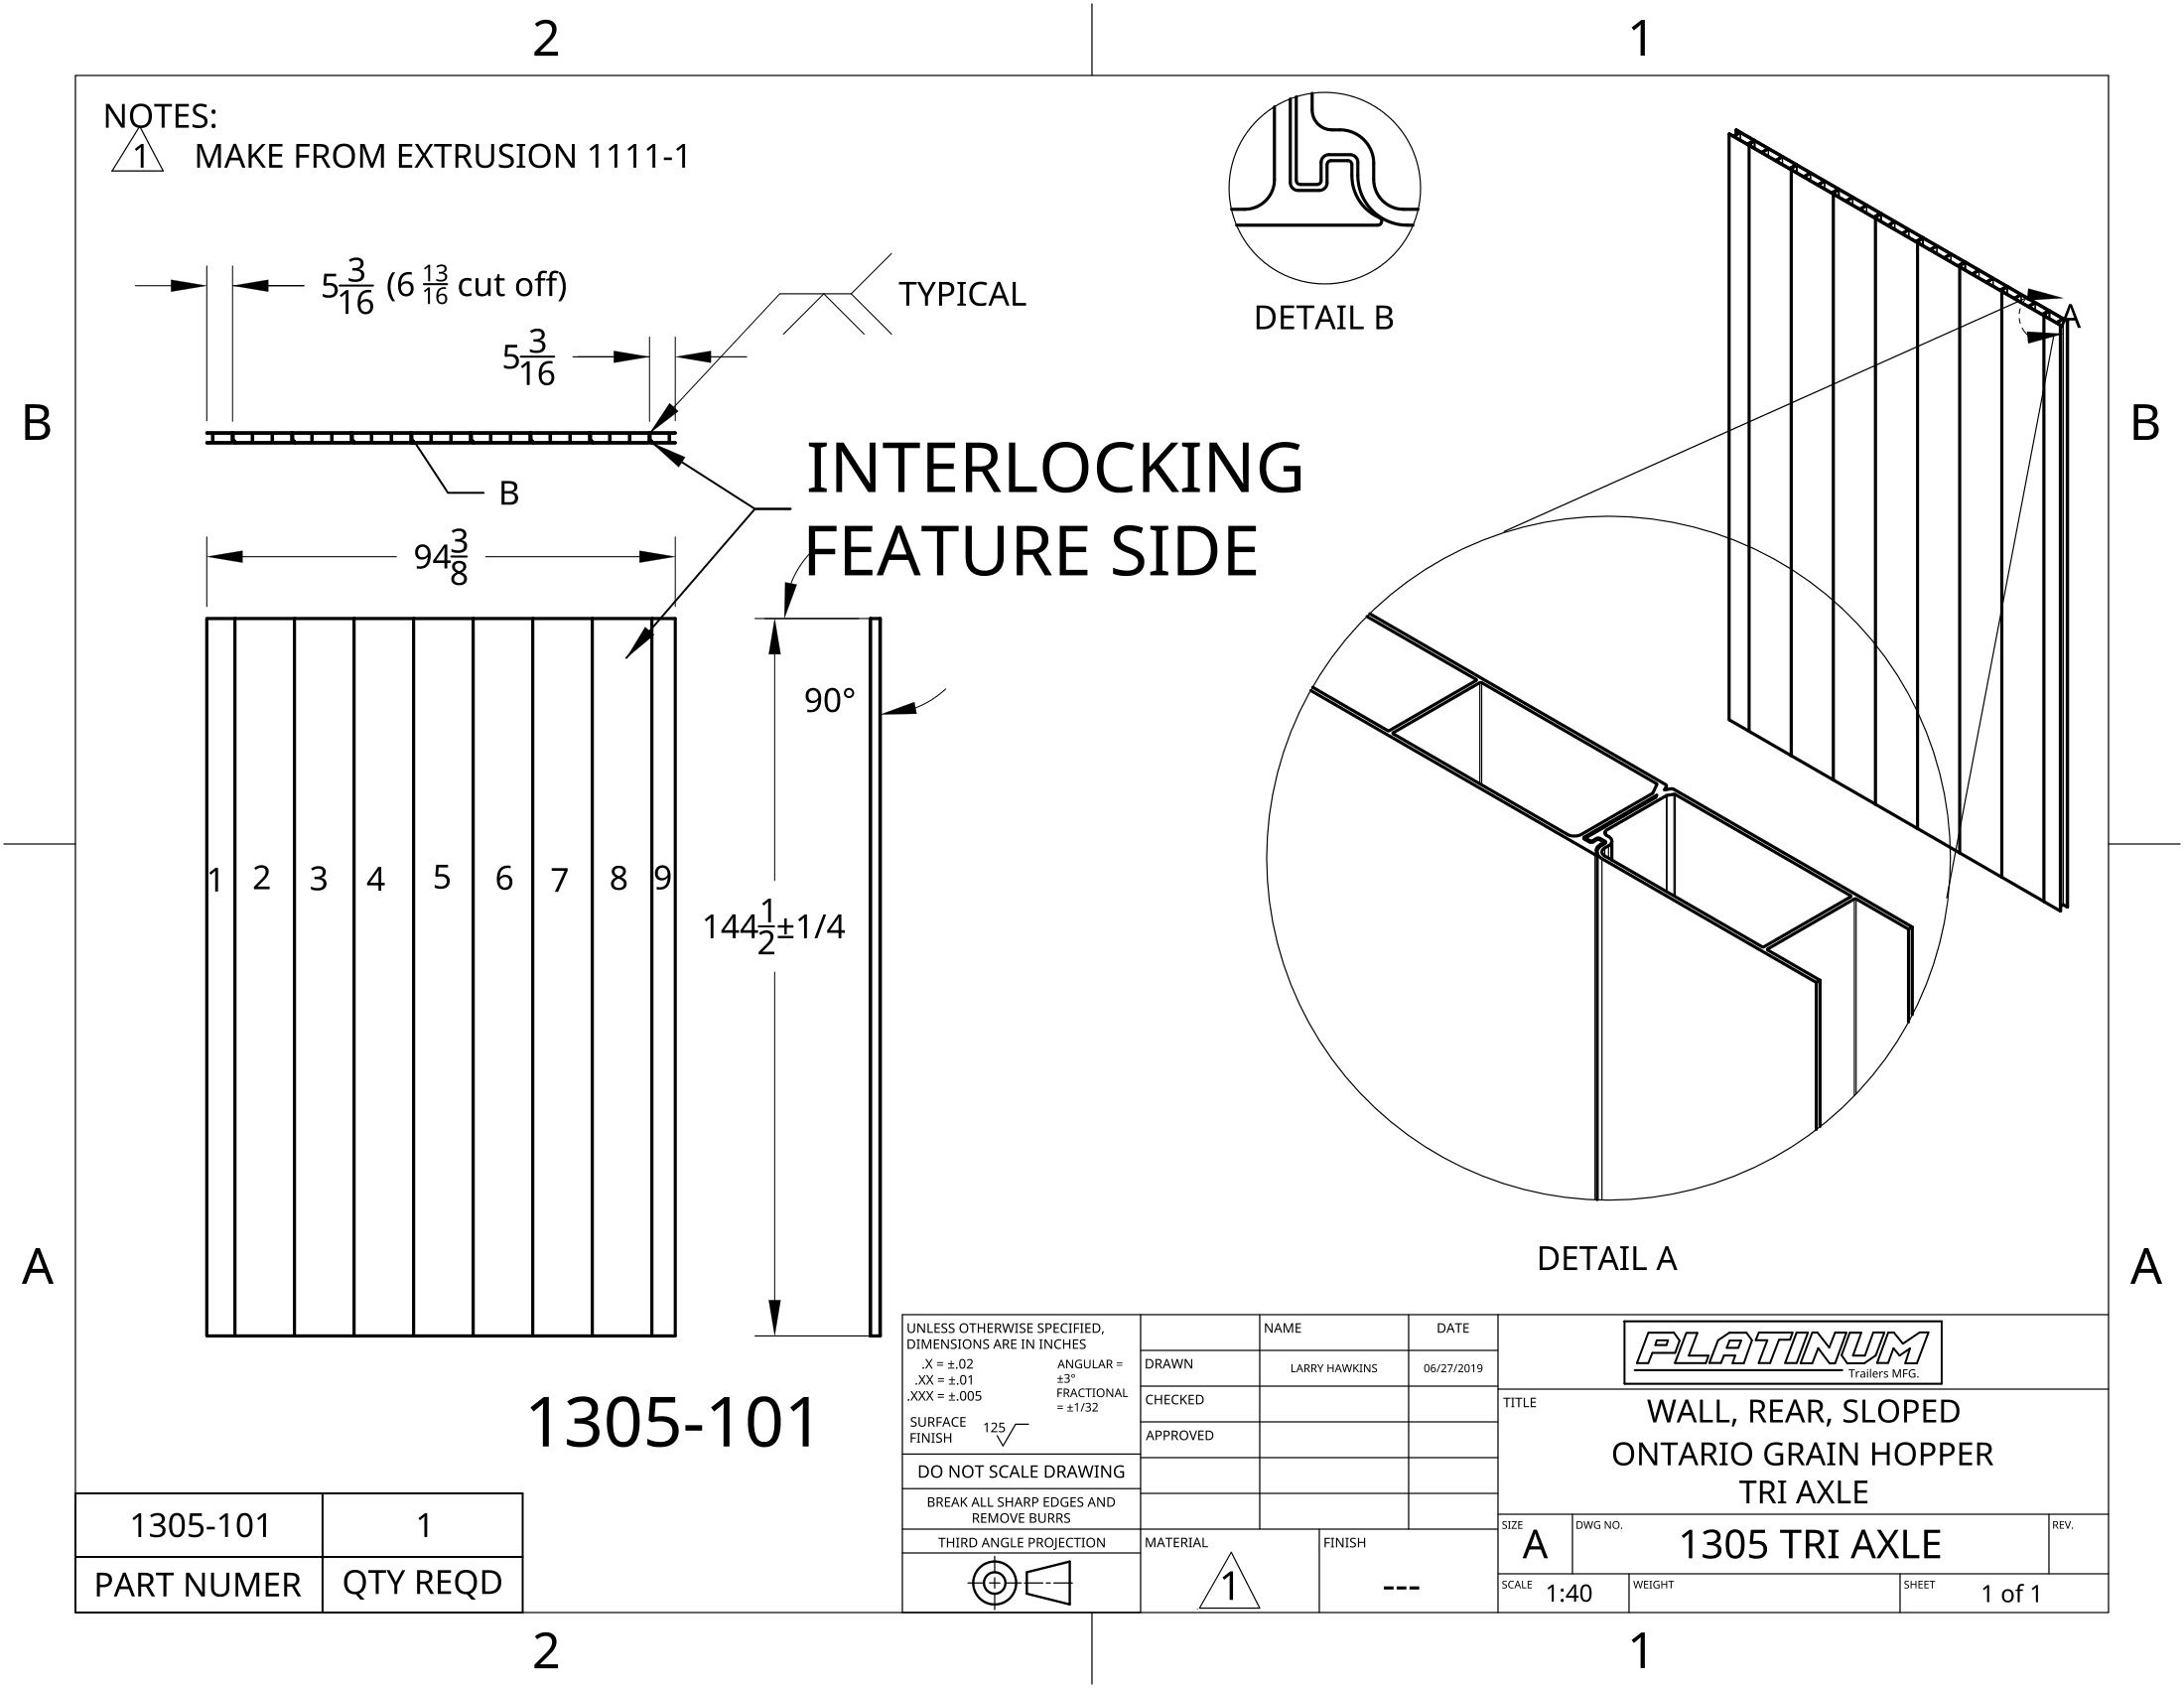 2
1
NOTES:
1 MAKE FROM EXTRUSION 1111-1
5 3/16 (6 13/16 cut off)
TYPICAL
5 3/16
DETAIL B
A
B
B
INTERLOCKING
FEATURE SIDE
B
94 3/8
90°
1 2 3 4 5 6 7 8 9
144 1/2 ±1/4
DETAIL A
A
A
1305-101
1305-101 1
PART NUMER QTY REQD
UNLESS OTHERWISE SPECIFIED,
DIMENSIONS ARE IN INCHES
.X = ±.02
.XX = ±.01
.XXX = ±.005
ANGULAR =
±3°
FRACTIONAL
= ±1/32
SURFACE
FINISH
125
DO NOT SCALE DRAWING
BREAK ALL SHARP EDGES AND
REMOVE BURRS
THIRD ANGLE PROJECTION
NAME DATE
DRAWN LARRY HAWKINS 06/27/2019
CHECKED
APPROVED
MATERIAL
1
FINISH
---
PLATINUM
Trailers MFG.
TITLE
WALL, REAR, SLOPED
ONTARIO GRAIN HOPPER
TRI AXLE
SIZE
A
DWG NO.
1305 TRI AXLE
REV.
SCALE 1:40
WEIGHT
SHEET 1 of 1
2
1